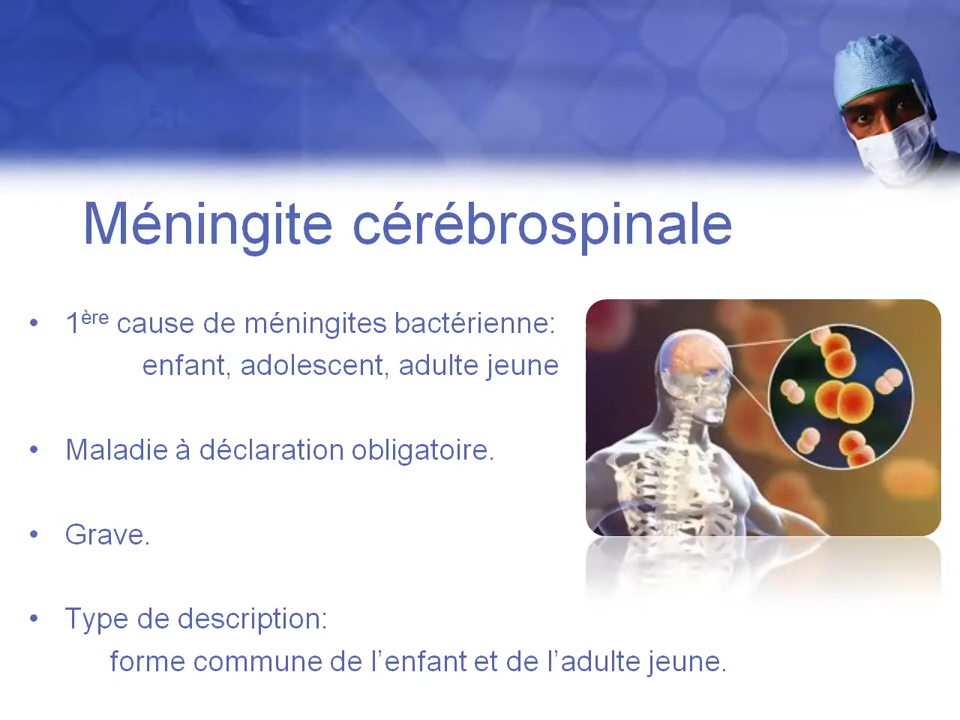 Méningite cérébrospinale
• 1ère cause de méningites bactérienne:
enfant, adolescent, adulte jeune
• Maladie à déclaration obligatoire.
• Grave.
• Type de description:
forme commune de l’enfant et de l’adulte jeune.